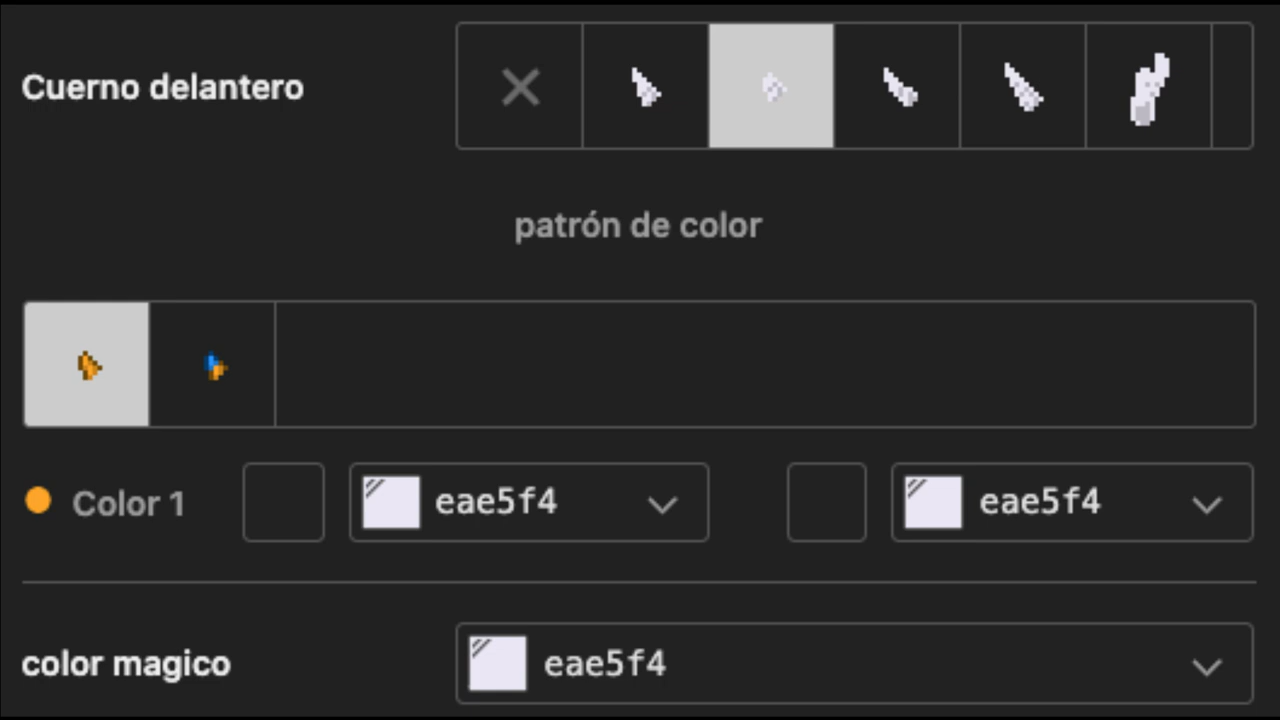 Cuerno delantero
patrón de color
Color 1 eae5f4 eae5f4
color magico eae5f4